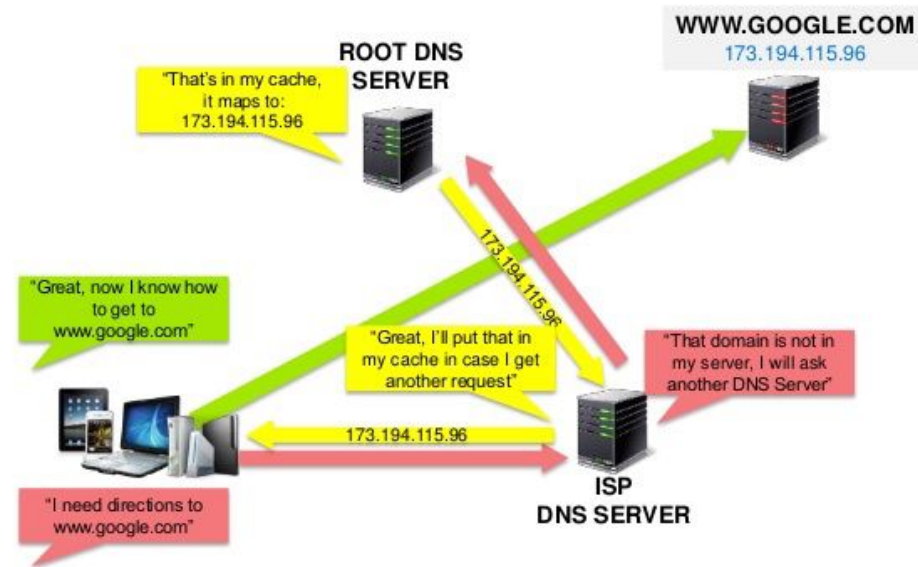 WWW.GOOGLE.COM
173.194.115.96
ROOT DNS
SERVER
“That’s in my cache,
it maps to:
173.194.115.96
173.194.115.96
“Great, now I know how
to get to
www.google.com”
“Great, I’ll put that in
my cache in case I get
another request”
“That domain is not in
my server, I will ask
another DNS Server”
173.194.115.96
ISP
DNS SERVER
“I need directions to
www.google.com”